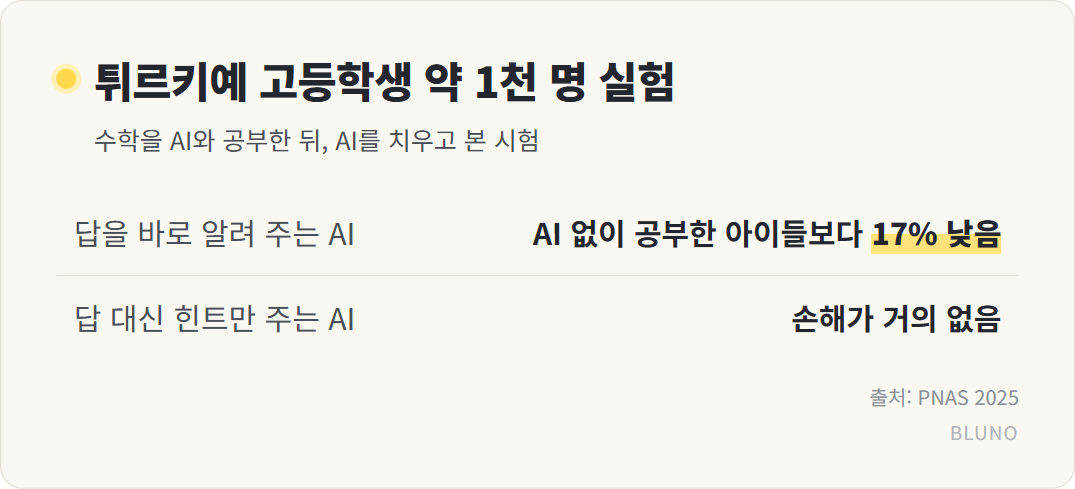 튀르키예 고등학생 약 1천 명 실험
수학을 AI와 공부한 뒤, AI를 치우고 본 시험
답을 바로 알려 주는 AI
AI 없이 공부한 아이들보다 17% 낮음
답 대신 힌트만 주는 AI
손해가 거의 없음
출처: PNAS 2025
BLUNO